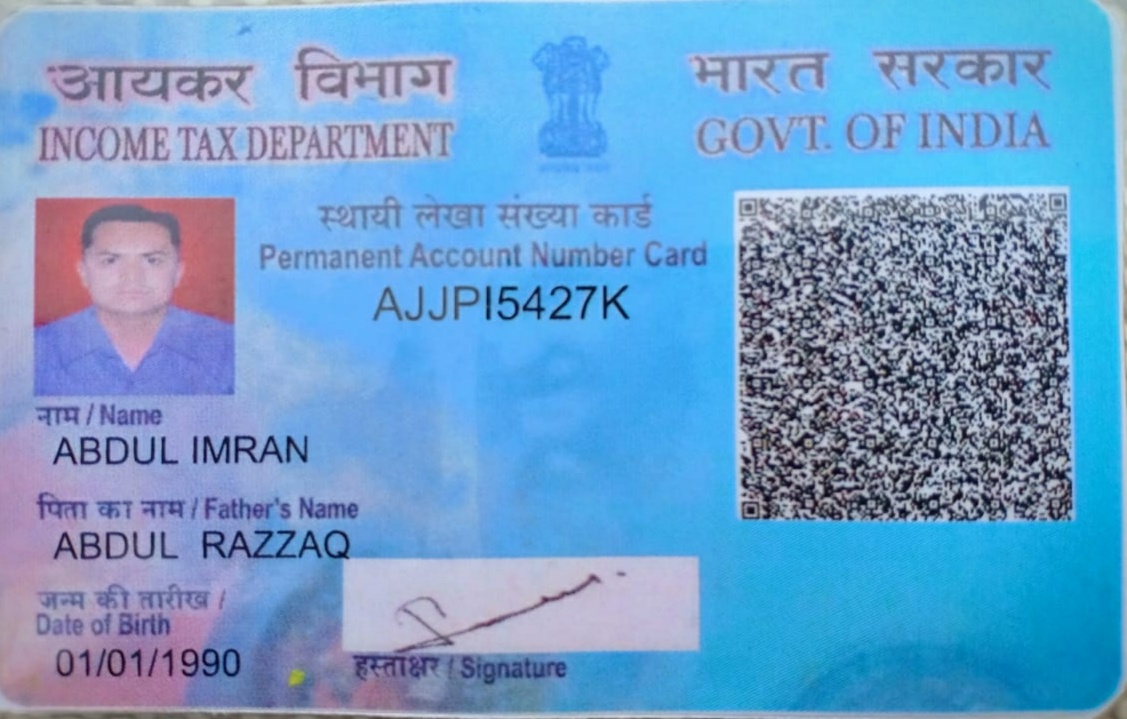 आयकर विभाग
INCOME TAX DEPARTMENT
भारत सरकार
GOVT. OF INDIA
स्थायी लेखा संख्या कार्ड
Permanent Account Number Card
AJJPI5427K
नाम / Name
ABDUL IMRAN
पिता का नाम / Father's Name
ABDUL RAZZAQ
जन्म की तारीख /
Date of Birth
01/01/1990
हस्ताक्षर / Signature